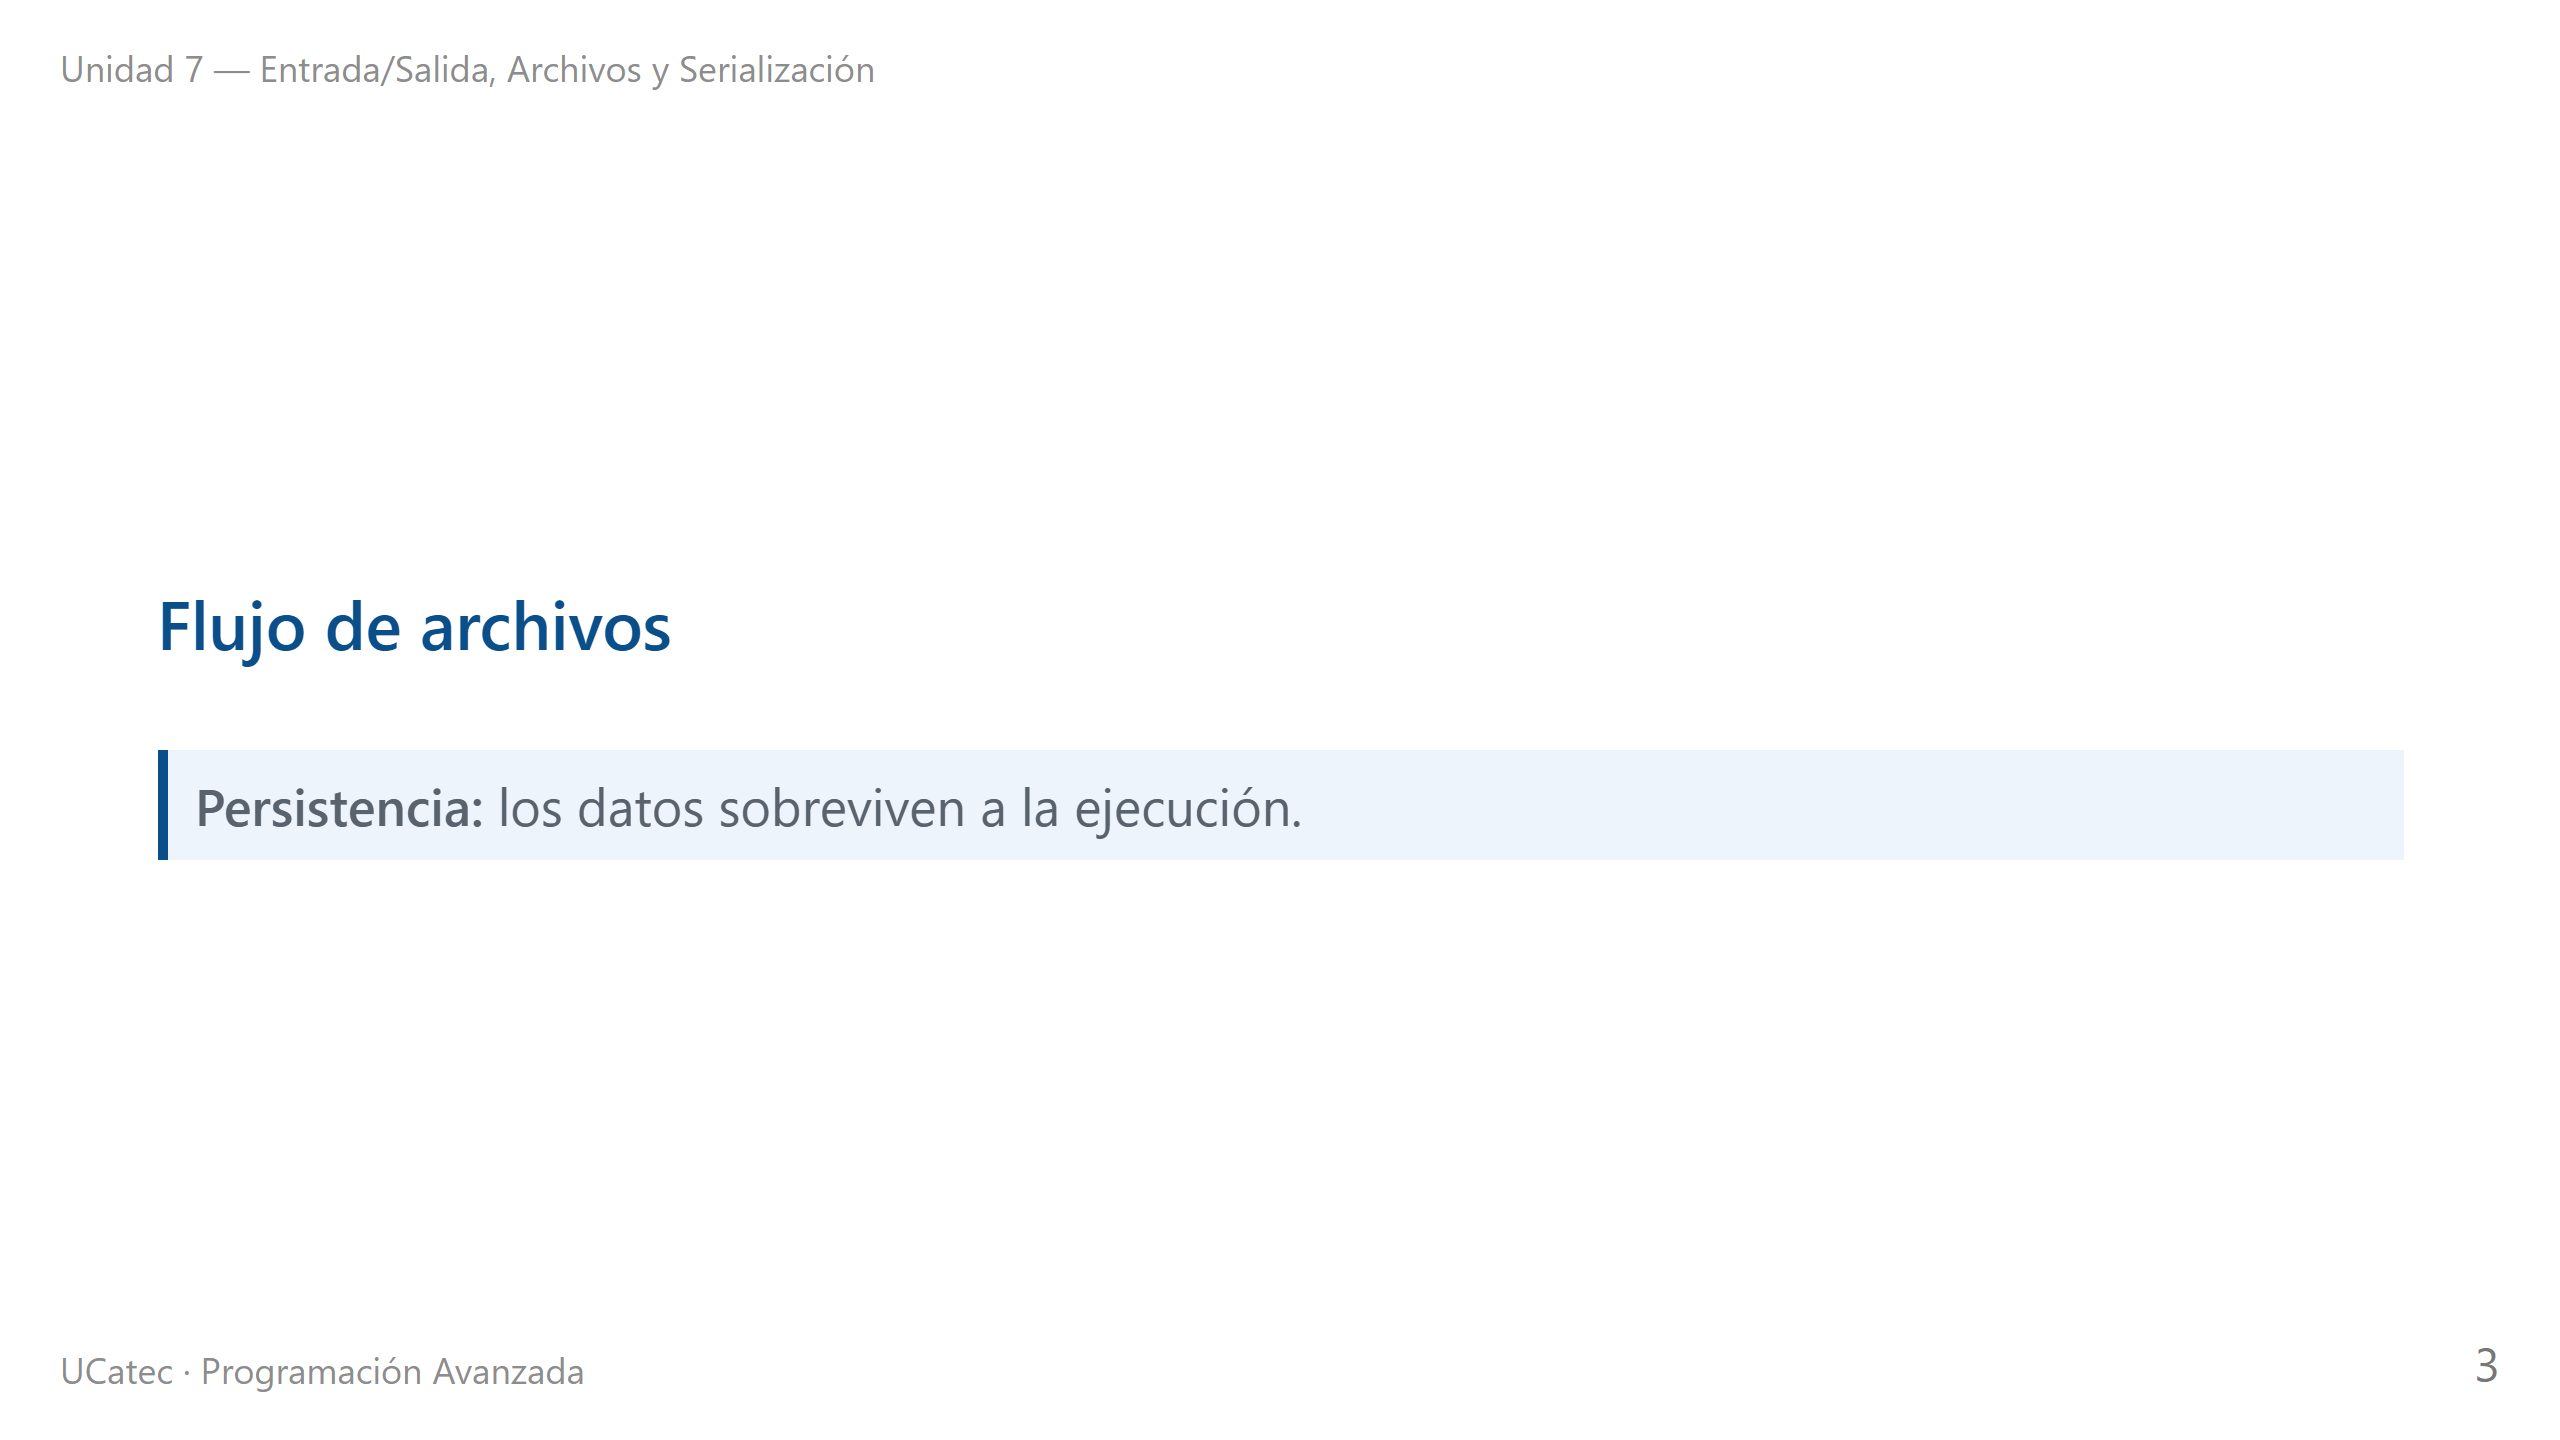 Unidad 7 — Entrada/Salida, Archivos y Serialización
Flujo de archivos
Persistencia: los datos sobreviven a la ejecución.
UCatec · Programación Avanzada
3